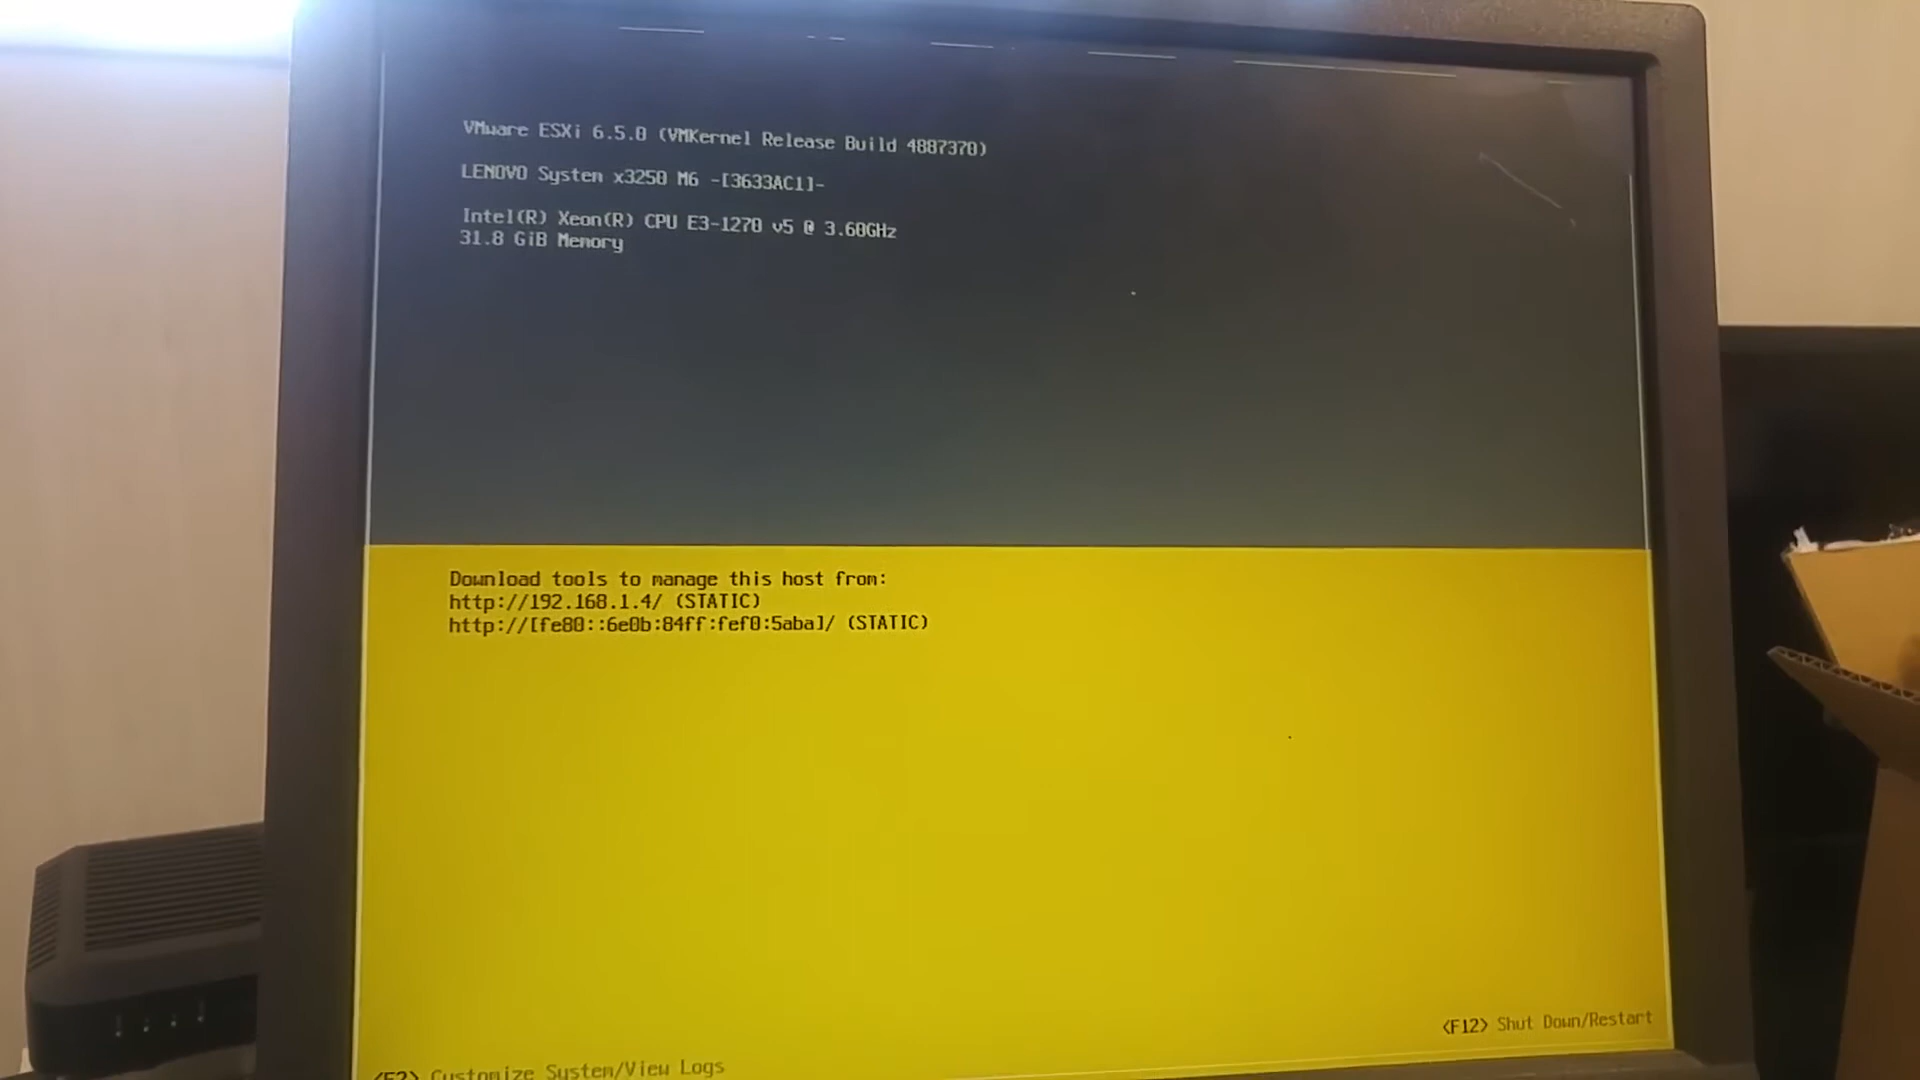 VMware ESXi 6.5.0 (VMKernel Release Build 4887370)
LENOVO System x3250 M6 -[3633AC1]-
Intel(R) Xeon(R) CPU E3-1270 v5 @ 3.60GHz
31.8 GiB Memory
Download tools to manage this host from:
http://192.168.1.4/ (STATIC)
http://[fe80::6e0b:84ff:fef0:5aba]/ (STATIC)
<F2> Customize System/View Logs
<F12> Shut Down/Restart